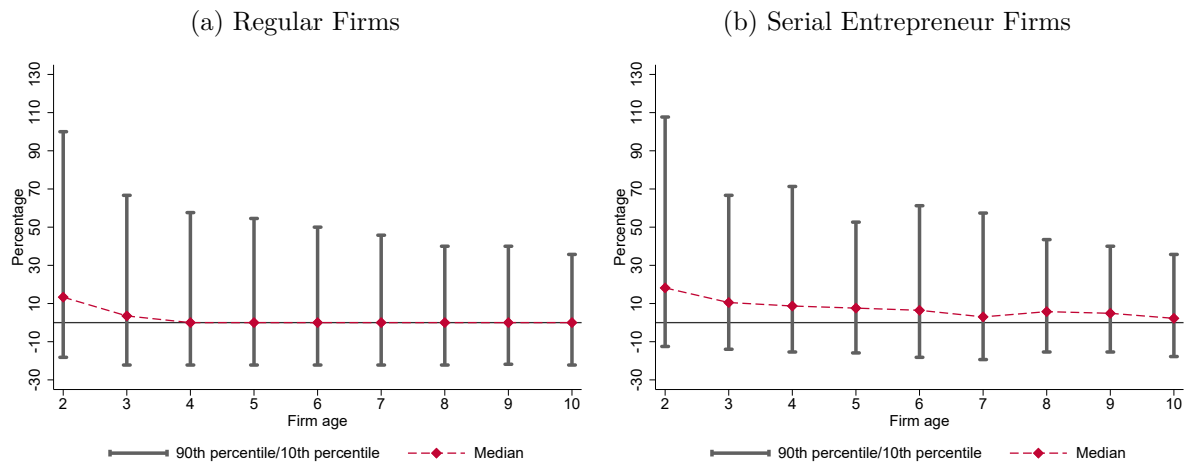 (a) Regular Firms
130
110
90
70
50
30
10
-10
-30
Percentage
2 3 4 5 6 7 8 9 10
Firm age
90th percentile/10th percentile Median
(b) Serial Entrepreneur Firms
130
110
90
70
50
30
10
-10
-30
Percentage
2 3 4 5 6 7 8 9 10
Firm age
90th percentile/10th percentile Median